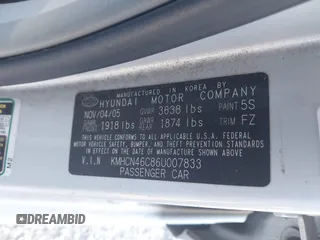 MANUFACTURED IN KOREA BY
HYUNDAI MOTOR COMPANY
NOV/04/05 GVWR 3638 lbs PAINT 5S
GAWR FRONT 1918 lbs GAWR REAR 1874 lbs TRIM FZ
THIS VEHICLE CONFORMS TO ALL APPLICABLE
FEDERAL MOTOR VEHICLE SAFETY, BUMPER, AND
THEFT PREVENTION STANDARDS IN EFFECT ON
THE DATE OF MANUFACTURE SHOWN ABOVE.
V.I.N KMHCN46C86U007833
PASSENGER CAR
M2
AutoBidMaster